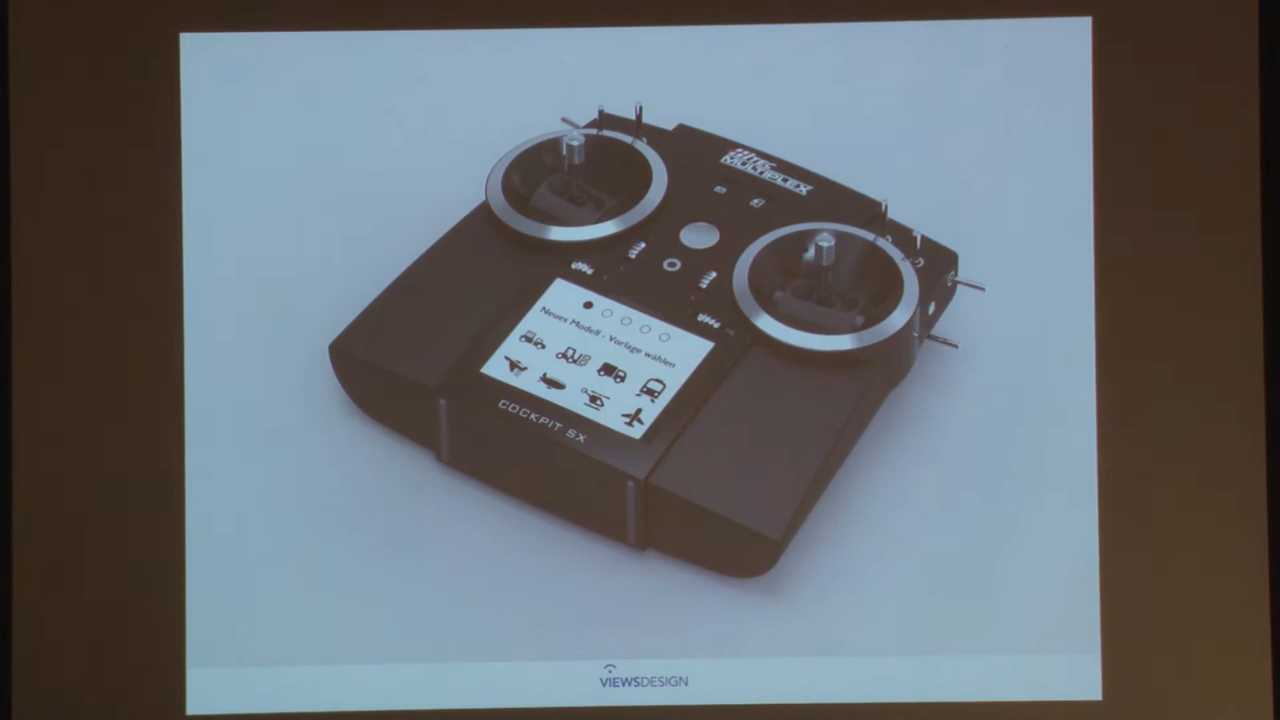 HiTEC
MULTIPLEX
Neues Modell - Vorlage wählen
COCKPIT SX
VIEWSDESIGN